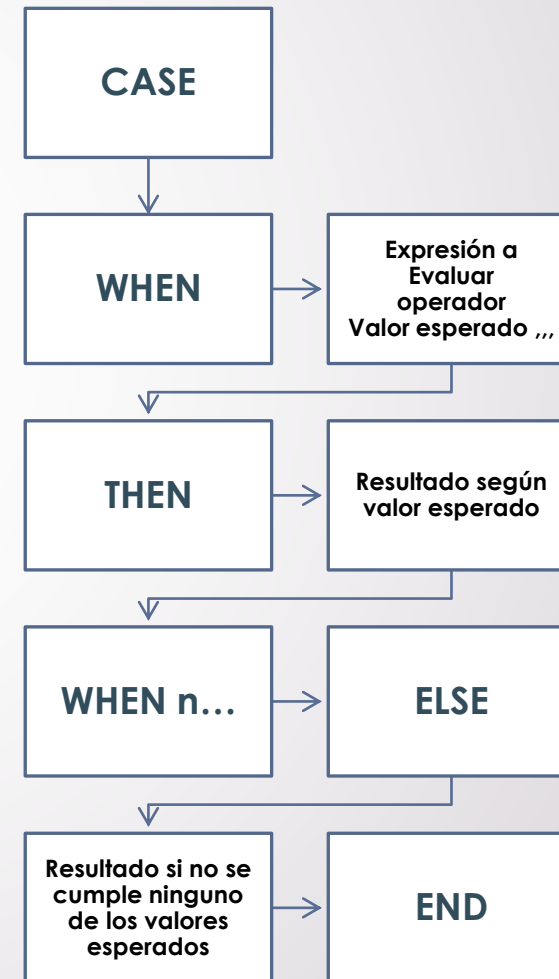 CASE
WHEN
Expresión a
Evaluar
operador
Valor esperado ,,,
THEN
Resultado según
valor esperado
WHEN n…
ELSE
Resultado si no se
cumple ninguno
de los valores
esperados
END